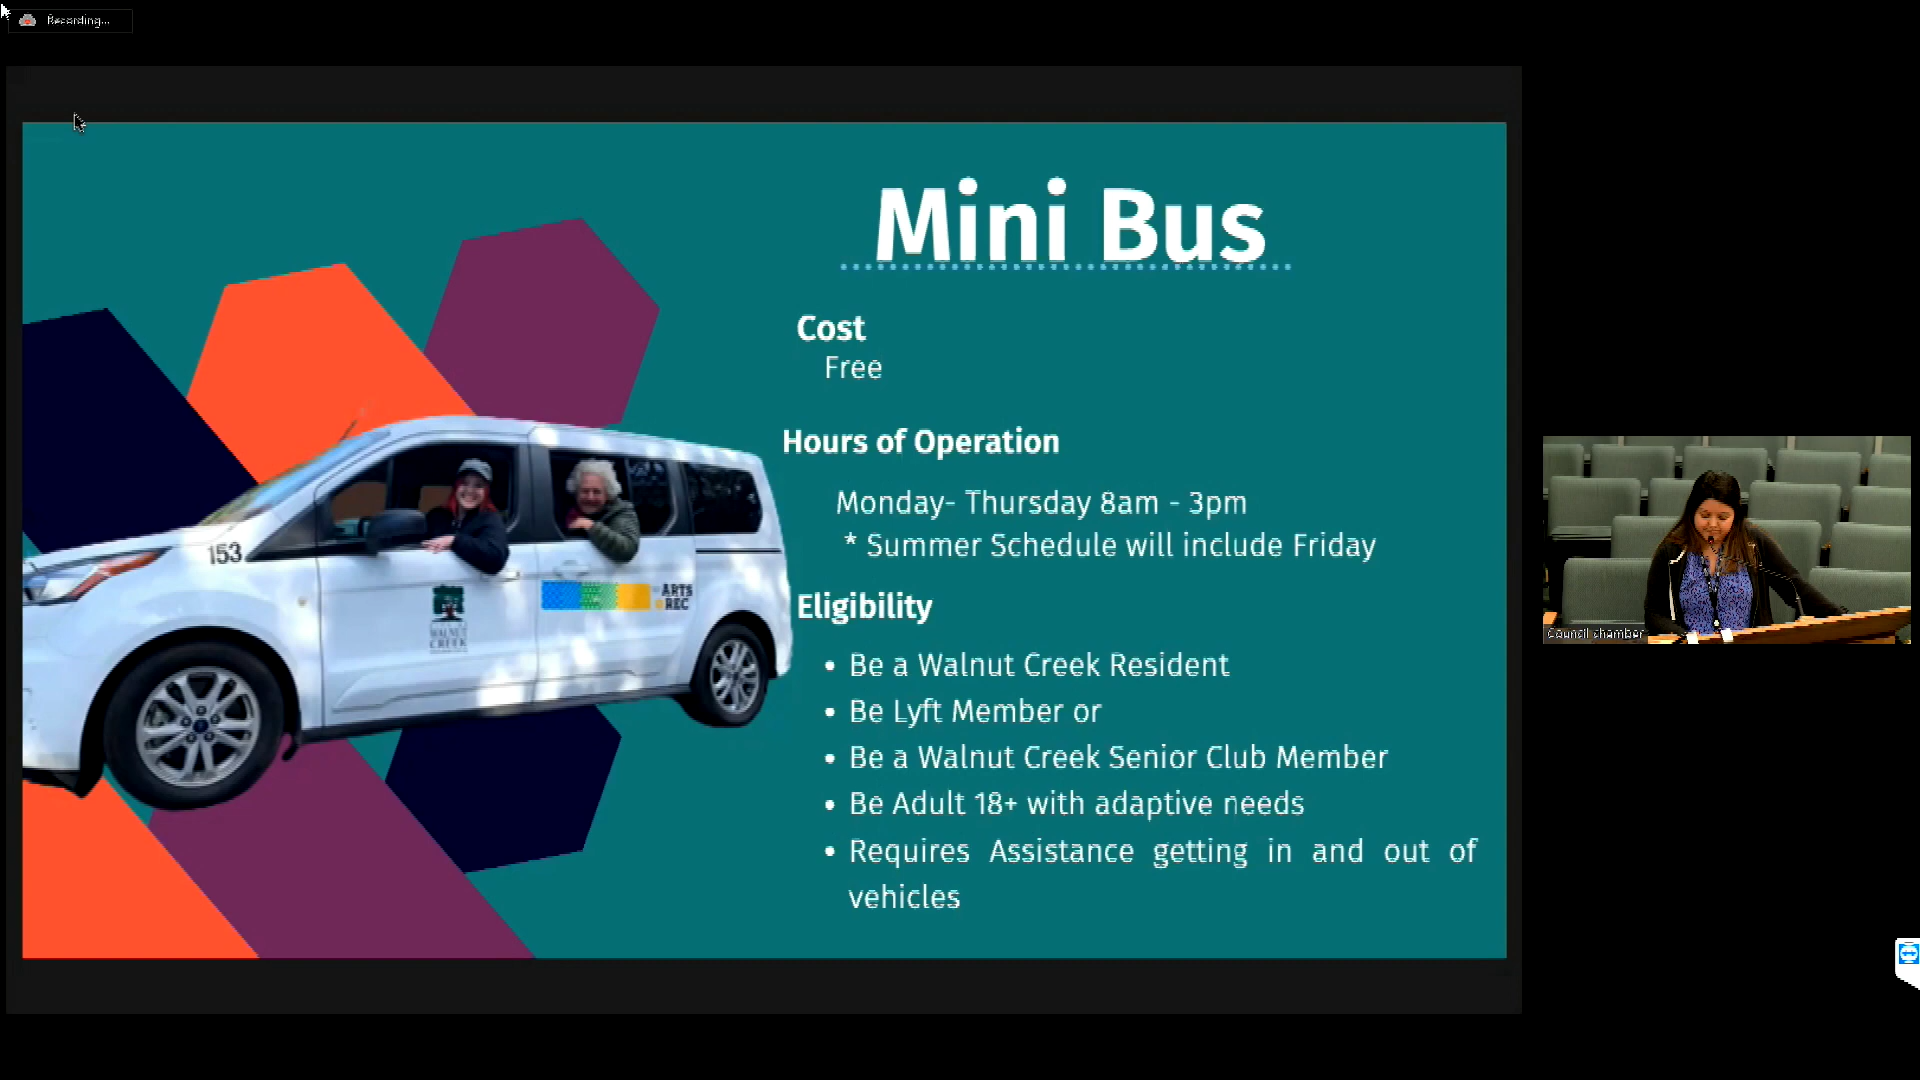 Recording...
Mini Bus
Cost
Free
Hours of Operation
Monday- Thursday 8am - 3pm
* Summer Schedule will include Friday
Eligibility
• Be a Walnut Creek Resident
• Be Lyft Member or
• Be a Walnut Creek Senior Club Member
• Be Adult 18+ with adaptive needs
• Requires Assistance getting in and out of
vehicles
153
WALNUT
CREEK
ARTS
REC
Council chamber